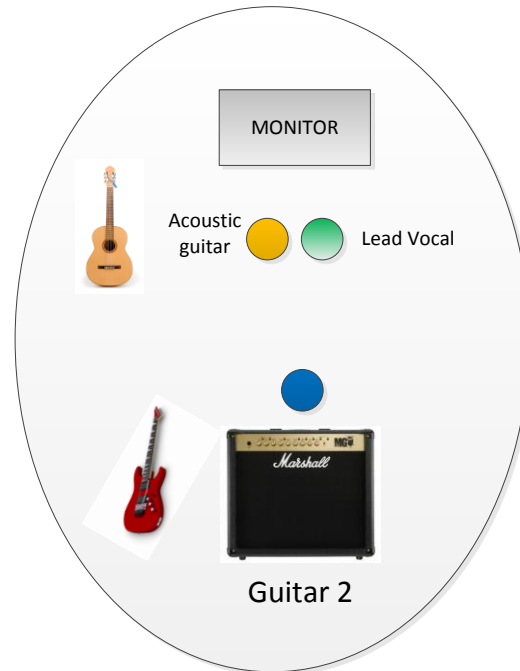 MONITOR
Acoustic
guitar
Lead Vocal
MG
Marshall
Guitar 2